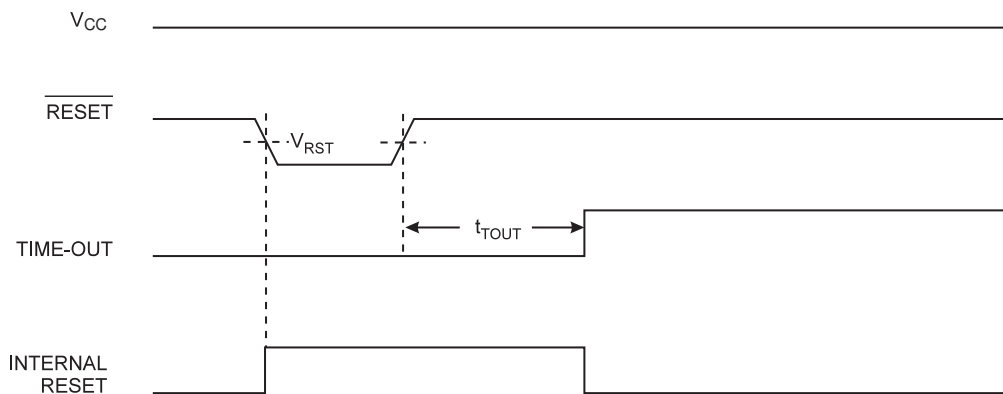 VCC
RESET
VRST
tTOUT
TIME-OUT
INTERNAL
RESET